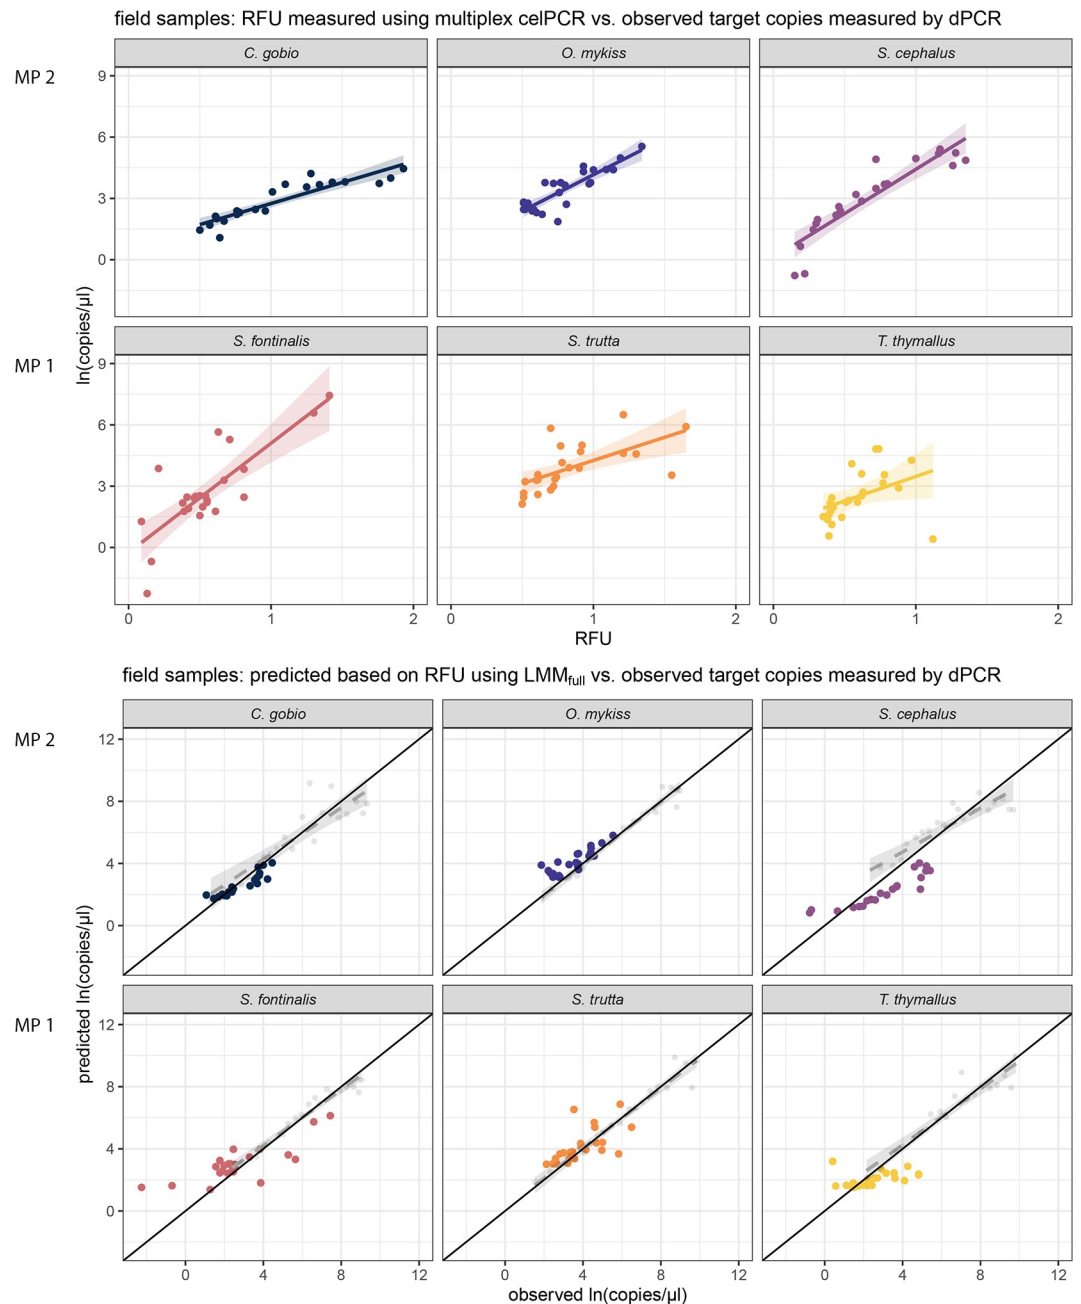 field samples: RFU measured using multiplex celPCR vs. observed target copies measured by dPCR
MP 2
C. gobio
O. mykiss
S. cephalus
9
6
3
0
MP 1
S. fontinalis
S. trutta
T. thymallus
9
6
3
0
ln(copies/µl)
0 1 2
0 1 2
0 1 2
RFU
field samples: predicted based on RFU using LMMfull vs. observed target copies measured by dPCR
MP 2
C. gobio
O. mykiss
S. cephalus
12
8
4
0
MP 1
S. fontinalis
S. trutta
T. thymallus
12
8
4
0
predicted ln(copies/µl)
0 4 8 12
0 4 8 12
0 4 8 12
observed ln(copies/µl)